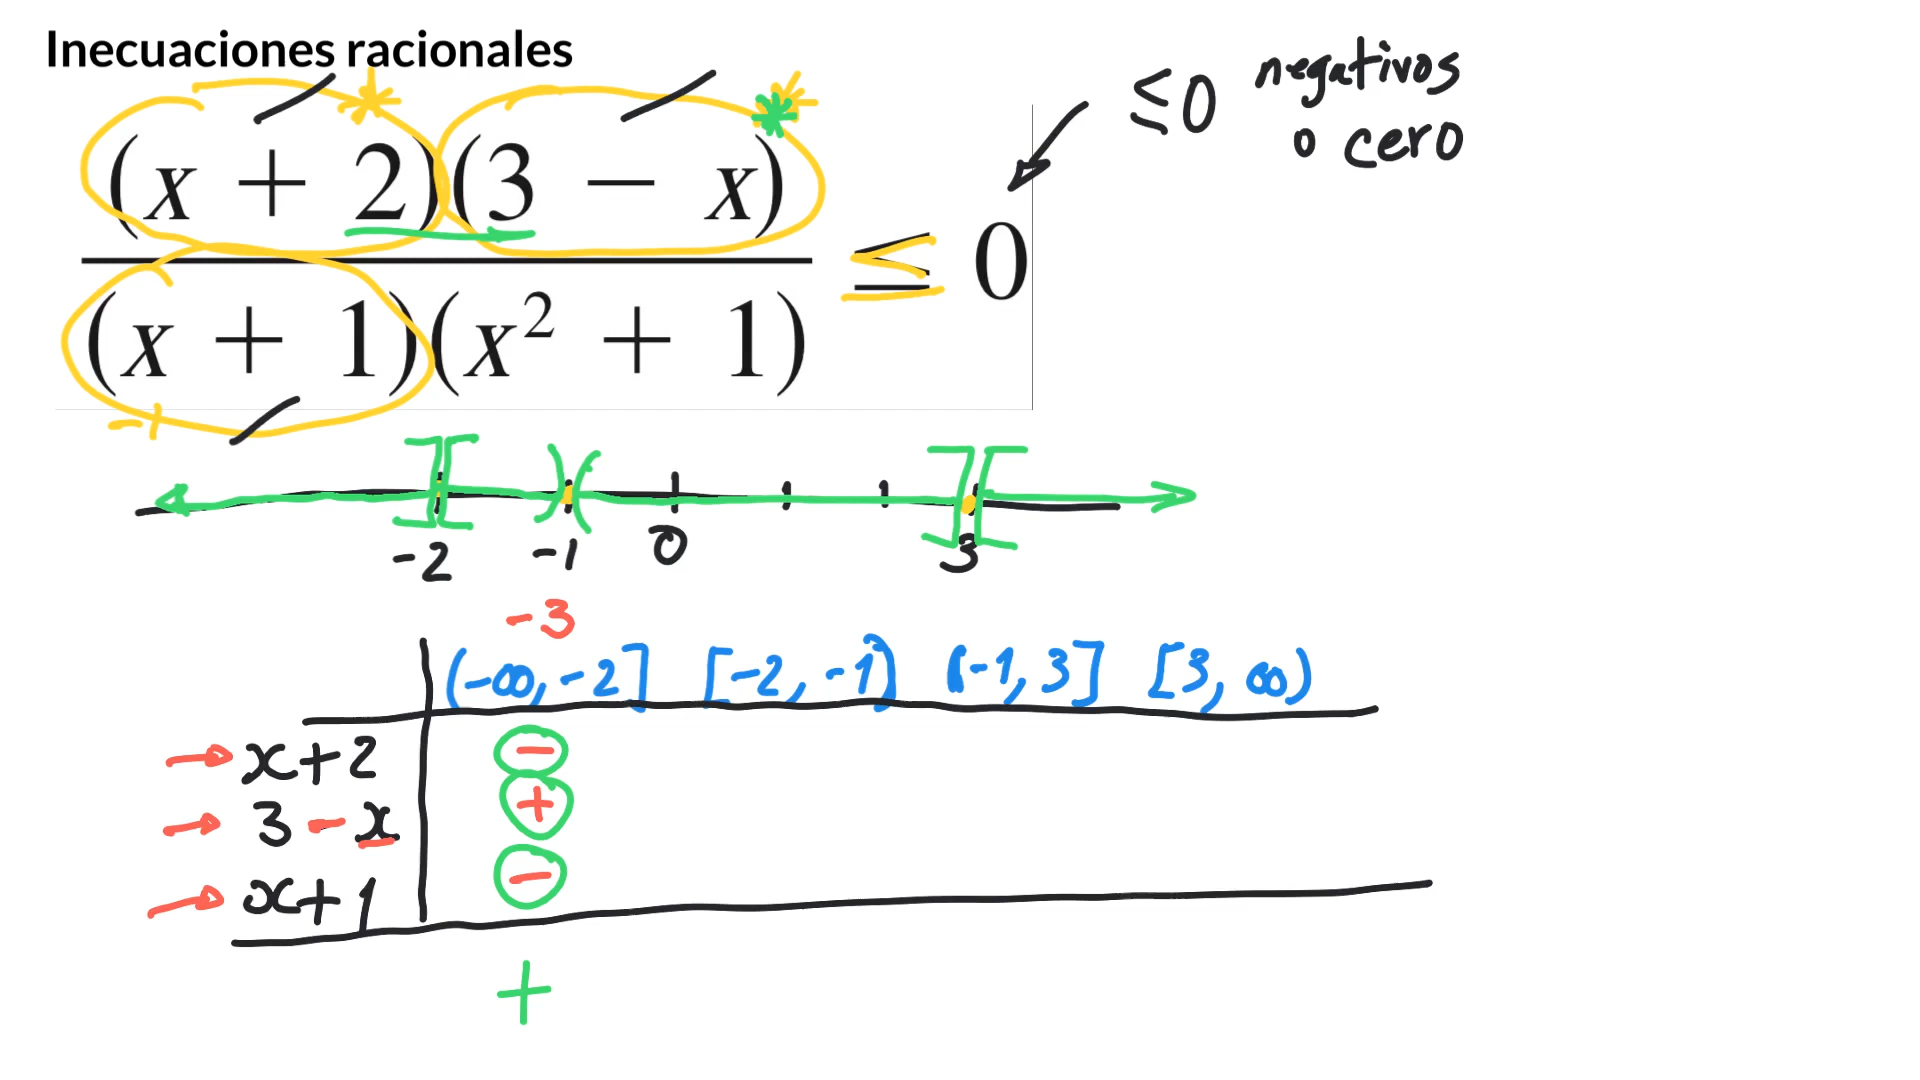 Inecuaciones racionales
(x + 2)(3 − x)
(x + 1)(x² + 1)
≤ 0
≤0 negativos
o cero
-2 -1 0 3
-3
(-∞, -2] [-2, -1) (-1, 3] [3, ∞)
x+2 −
3 - x +
x+1 −
+